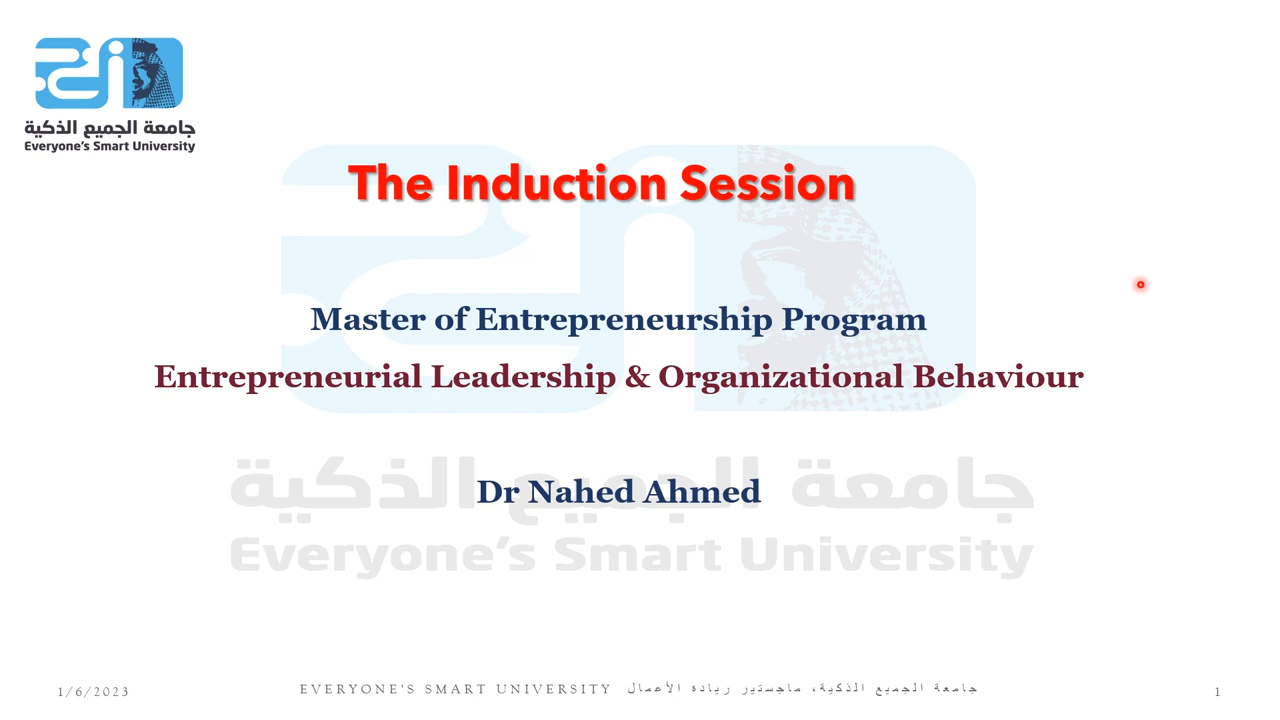 جامعة الجميع الذكية
Everyone's Smart University
The Induction Session
Master of Entrepreneurship Program
Entrepreneurial Leadership & Organizational Behaviour
Dr Nahed Ahmed
جامعة الجميع الذكية
Everyone's Smart University
1/6/2023
EVERYONE'S SMART UNIVERSITY جامعة الجميع الذكية، ماجستير ريادة الأعمال
1